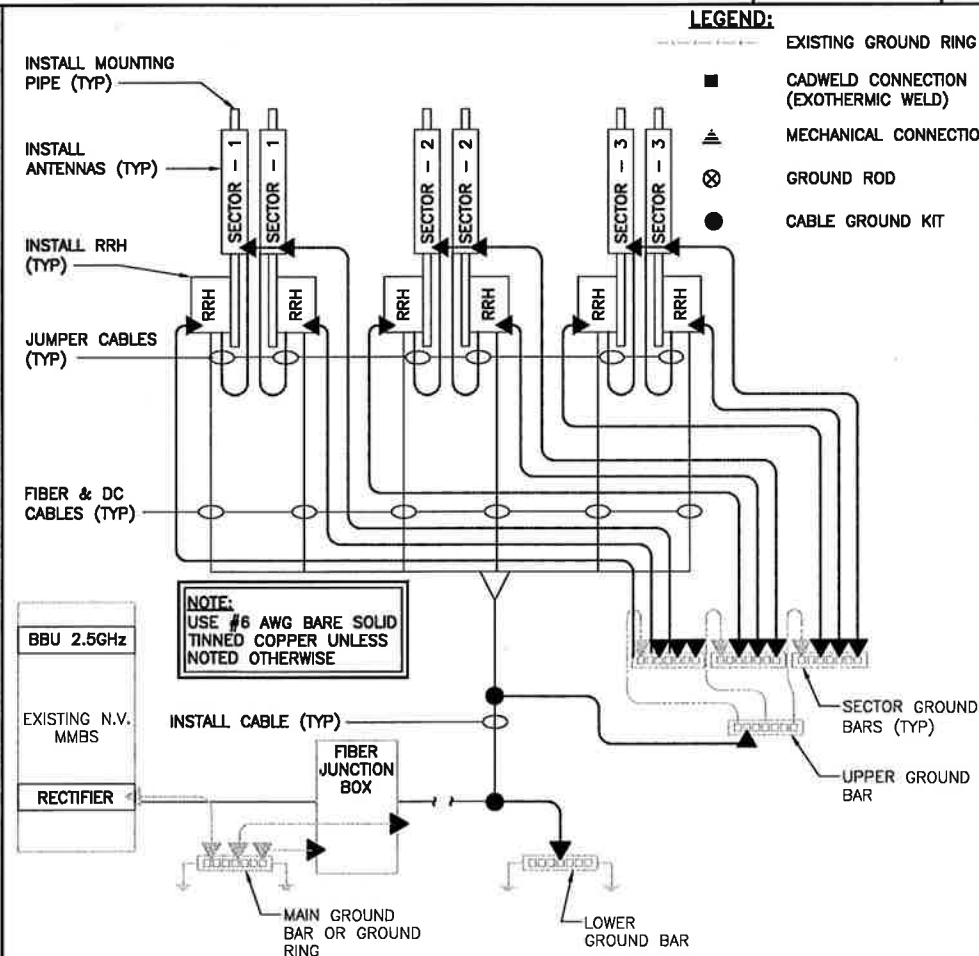 LEGEND:
EXISTING GROUND RING
CADWELD CONNECTION
(EXOTHERMIC WELD)
MECHANICAL CONNECTIO
GROUND ROD
CABLE GROUND KIT
INSTALL MOUNTING
PIPE (TYP)
INSTALL
ANTENNAS (TYP)
INSTALL RRH
(TYP)
JUMPER CABLES
(TYP)
FIBER & DC
CABLES (TYP)
SECTOR - 1
SECTOR - 1
SECTOR - 2
SECTOR - 2
SECTOR - 3
SECTOR - 3
RRH
RRH
RRH
RRH
RRH
RRH
NOTE:
USE #6 AWG BARE SOLID
TINNED COPPER UNLESS
NOTED OTHERWISE
BBU 2.5GHz
EXISTING N.V.
MMBS
RECTIFIER
INSTALL CABLE (TYP)
FIBER
JUNCTION
BOX
SECTOR GROUND
BARS (TYP)
UPPER GROUND
BAR
MAIN GROUND
BAR OR GROUND
RING
LOWER
GROUND BAR